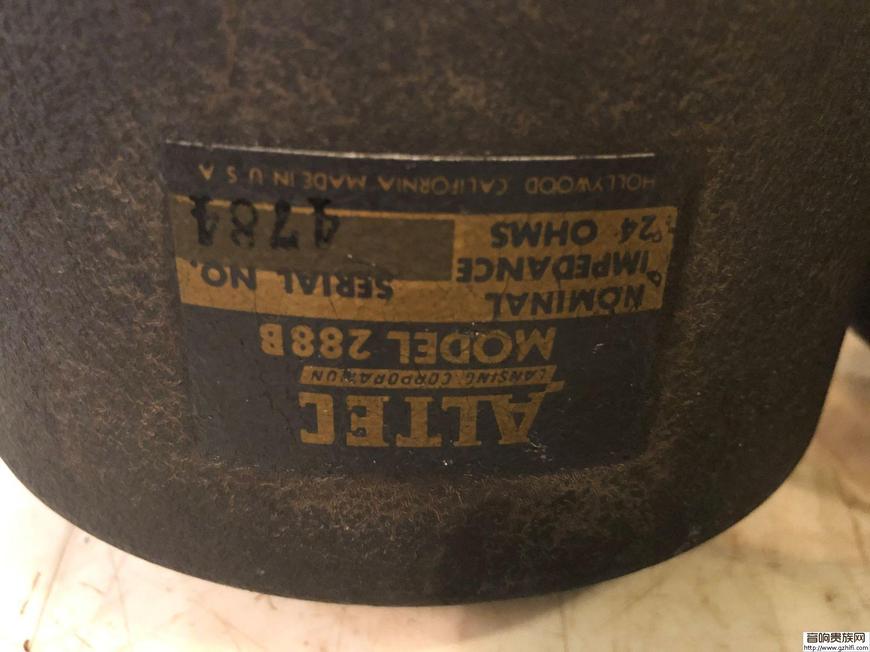 ALTEC
LANSING CORPORATION
MODEL 288B
NOMINAL
IMPEDANCE
24 OHMS
SERIAL NO.
HOLLYWOOD CALIFORNIA MADE IN U S A
音响贵族网
http://www.gzhifi.com